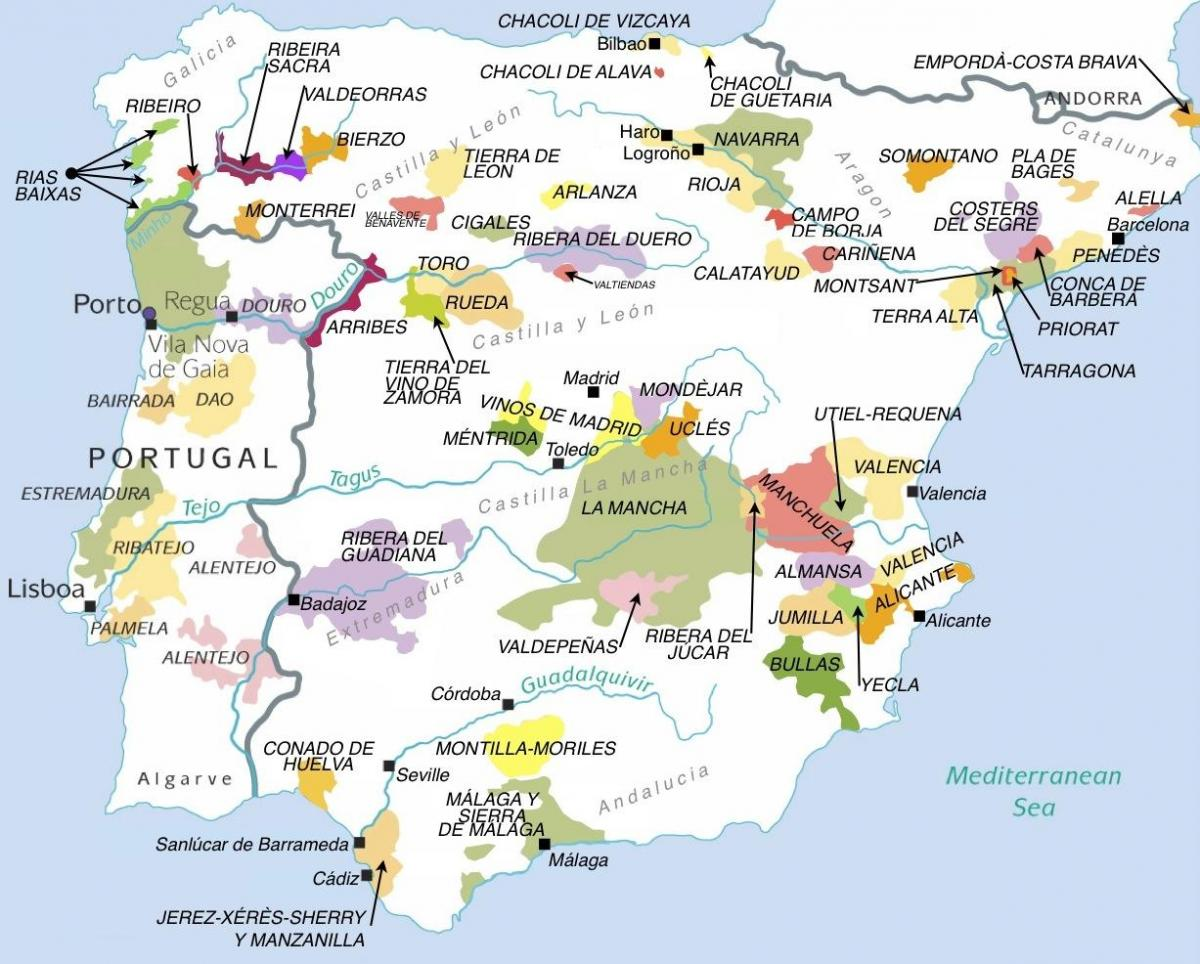 CHACOLI DE VIZCAYA
Bilbao
CHACOLI DE ALAVA
CHACOLI
DE GUETARIA
EMPORDÀ-COSTA BRAVA
ANDORRA
Catalunya
Galicia
RIBEIRA
SACRA
VALDEORRAS
RIBEIRO
BIERZO
RIAS
BAIXAS
Castilla y León
TIERRA DE
LEON
Haro
Logroño
NAVARRA
RIOJA
Aragon
SOMONTANO
PLA DE
BAGES
ALELLA
Barcelona
COSTERS
DEL SEGRE
PENÉDÈS
MONTERREI
Minho
VALLES DE
BENAVENTE
CIGALES
ARLANZA
RIBERA DEL DUERO
VALTIENDAS
CAMPO
DE BORJA
CARIÑENA
CALATAYUD
MONTSANT
TERRA ALTA
CONCA DE
BARBERÁ
PRIORAT
TARRAGONA
Porto
Regua
DOURO
Douro
Vila Nova
de Gaia
ARRIBES
TORO
RUEDA
Castilla y León
TIERRA DEL
VINO DE
ZAMORA
BAIRRADA
DAO
Madrid
MONDÈJAR
VINOS DE MADRID
UCLÉS
MÉNTRIDA
Toledo
UTIEL-REQUENA
PORTUGAL
Tagus
Tejo
Castilla La Mancha
LA MANCHA
MANCHUELA
VALENCIA
Valencia
ESTREMADURA
RIBATEJO
ALENTEJO
RIBERA DEL
GUADIANA
Extremadura
Badajoz
Lisboa
PALMELA
ALENTEJO
VALDEPEÑAS
RIBERA DEL
JÚCAR
ALMANSA
VALENCIA
ALICANTE
Alicante
JUMILLA
YECLA
BULLAS
Córdoba
Guadalquivir
Algarve
CONADO DE
HUELVA
Seville
MONTILLA-MORILES
MÁLAGA Y
SIERRA
DE MÁLAGA
Andalucia
Málaga
Mediterranean
Sea
Sanlúcar de Barrameda
Cádiz
JEREZ-XÉRÈS-SHERRY
Y MANZANILLA